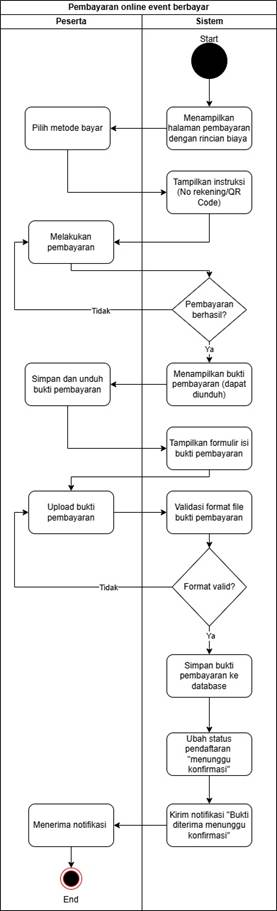 Pembayaran online event berbayar
Peserta
Sistem
Start
Menampilkan
halaman pembayaran
dengan rincian biaya
Pilih metode bayar
Tampilkan instruksi
(No rekening/QR
Code)
Melakukan
pembayaran
Pembayaran
berhasil?
Tidak
Ya
Menampilkan bukti
pembayaran (dapat
diunduh)
Simpan dan unduh
bukti pembayaran
Tampilkan formulir isi
bukti pembayaran
Upload bukti
pembayaran
Validasi format file
bukti pembayaran
Format valid?
Tidak
Ya
Simpan bukti
pembayaran ke
database
Ubah status
pendaftaran
"menunggu
konfirmasi"
Kirim notifikasi "Bukti
diterima menunggu
konfirmasi"
Menerima notifikasi
End